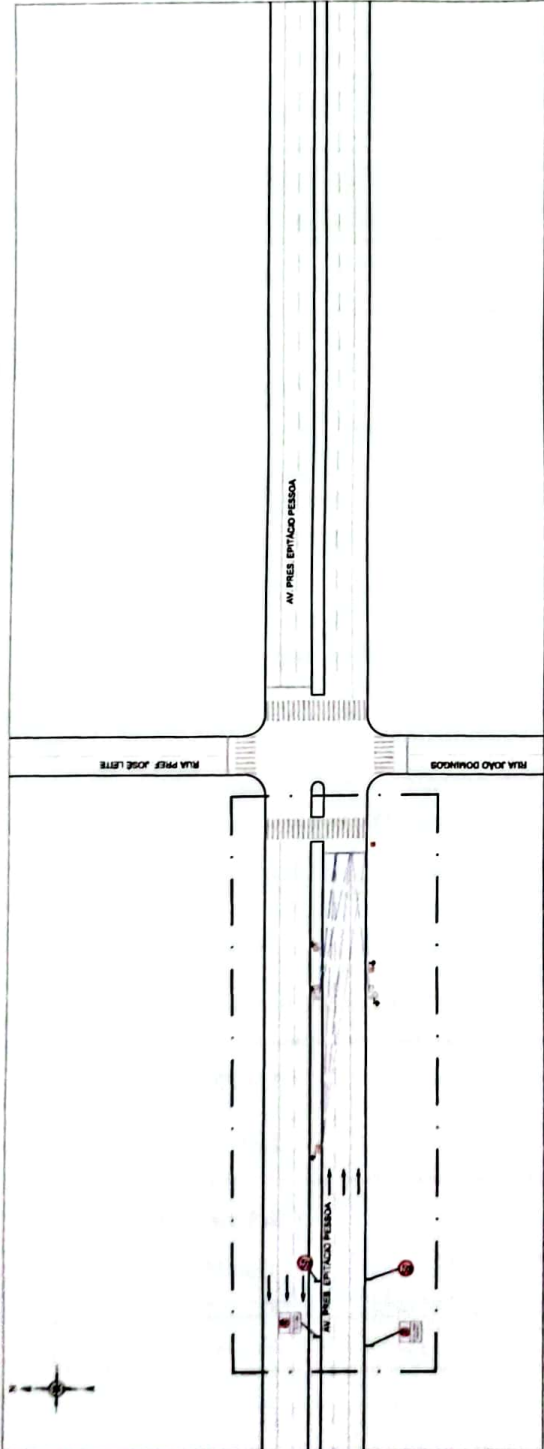 AV. PRES. EPITÁCIO PESSOA
RUA PREF. JOSÉ LEITE
RUA JOÃO DOMINGOS
AV. PRES. EPITÁCIO PESSOA
N